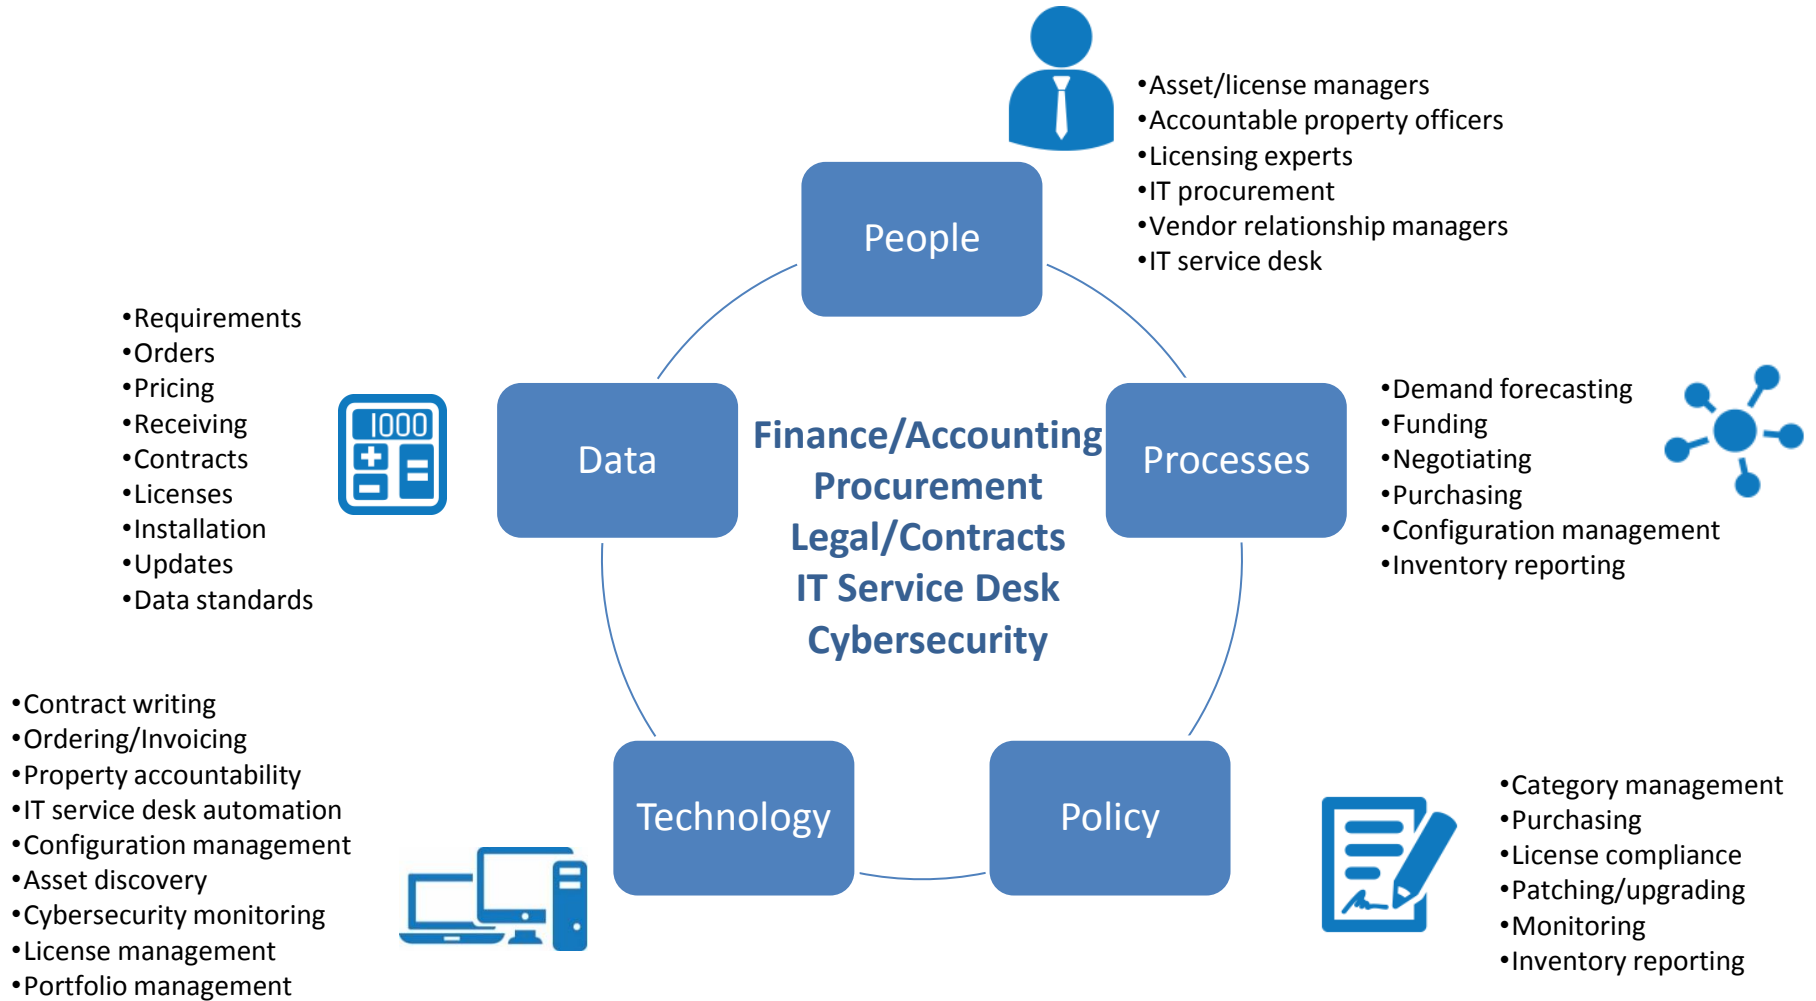 •Asset/license managers
•Accountable property officers
•Licensing experts
•IT procurement
•Vendor relationship managers
•IT service desk
People
•Requirements
•Orders
•Pricing
•Receiving
•Contracts
•Licenses
•Installation
•Updates
•Data standards
1000
Data
Finance/Accounting
Procurement
Legal/Contracts
IT Service Desk
Cybersecurity
Processes
•Demand forecasting
•Funding
•Negotiating
•Purchasing
•Configuration management
•Inventory reporting
•Contract writing
•Ordering/Invoicing
•Property accountability
•IT service desk automation
•Configuration management
•Asset discovery
•Cybersecurity monitoring
•License management
•Portfolio management
Technology
Policy
•Category management
•Purchasing
•License compliance
•Patching/upgrading
•Monitoring
•Inventory reporting